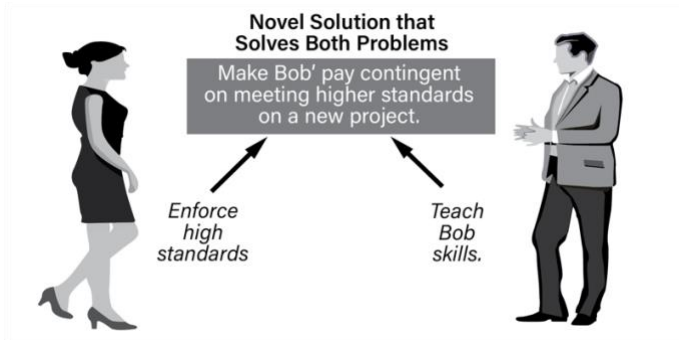 Novel Solution that
Solves Both Problems
Make Bob' pay contingent
on meeting higher standards
on a new project.
Enforce
high
standards
Teach
Bob
skills.